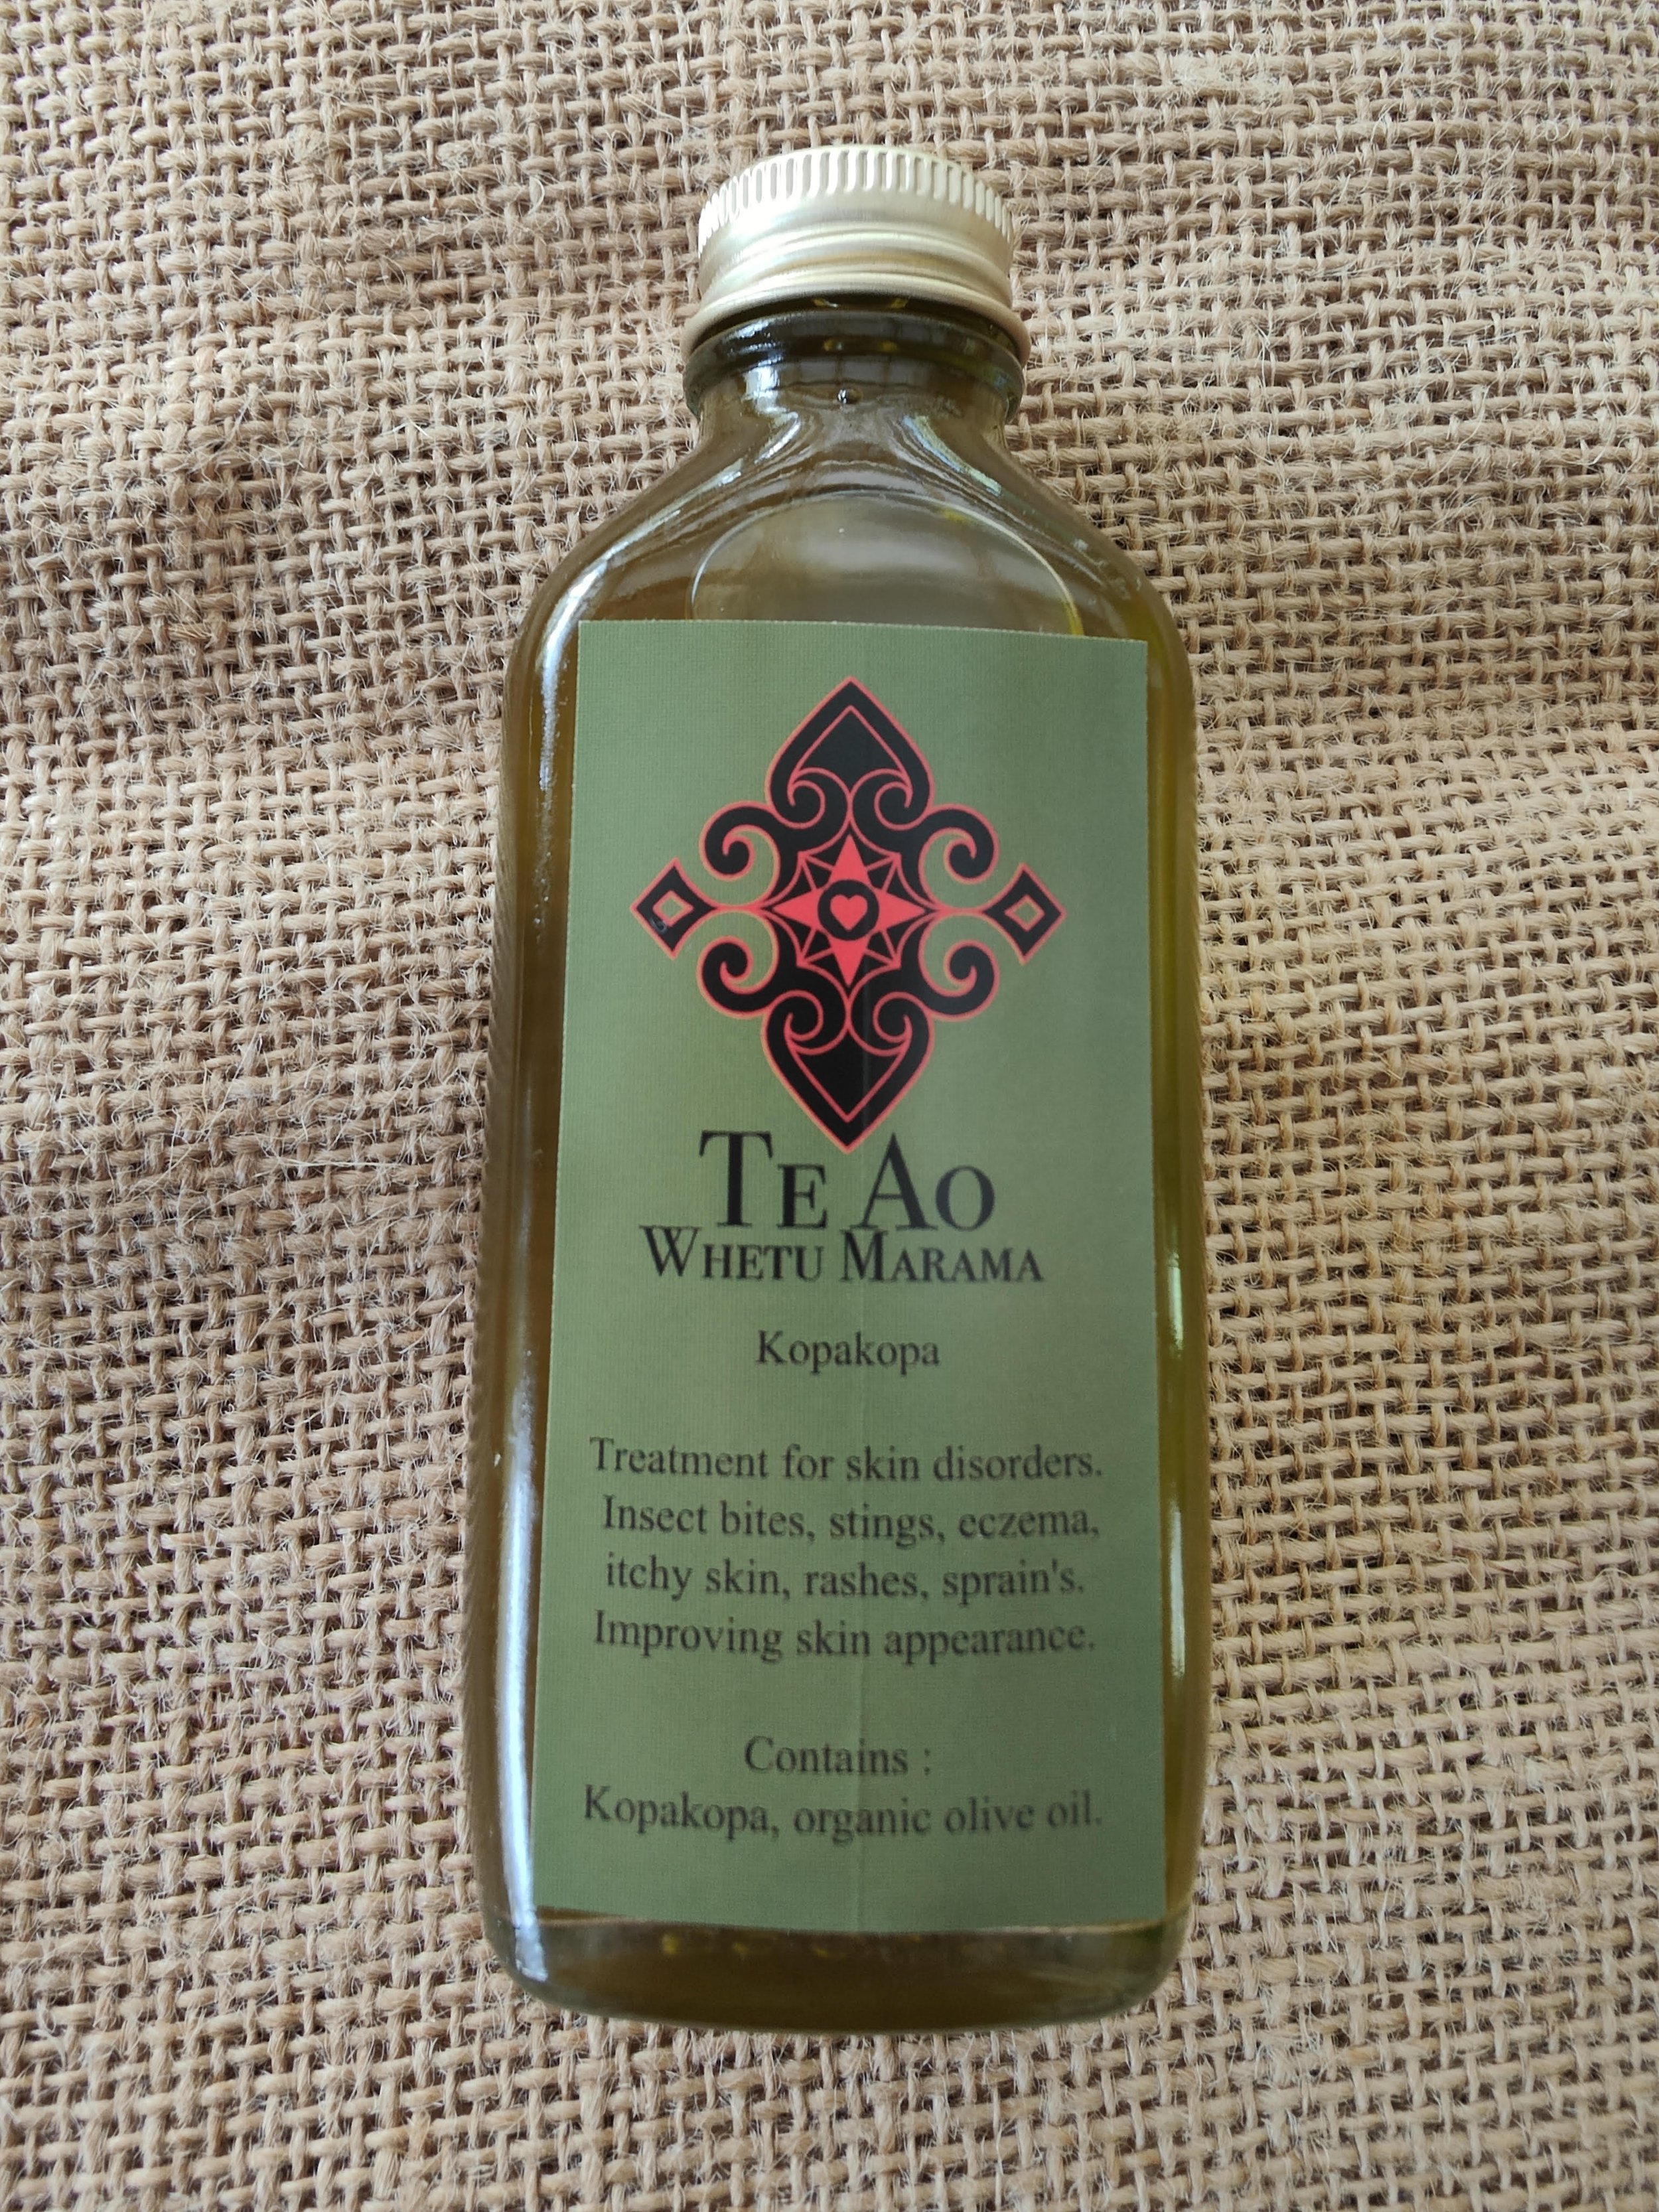 TE AO
WHETU MARAMA
Kopakopa
Treatment for skin disorders.
Insect bites, stings, eczema,
itchy skin, rashes, sprain's.
Improving skin appearance.
Contains :
Kopakopa, organic olive oil.